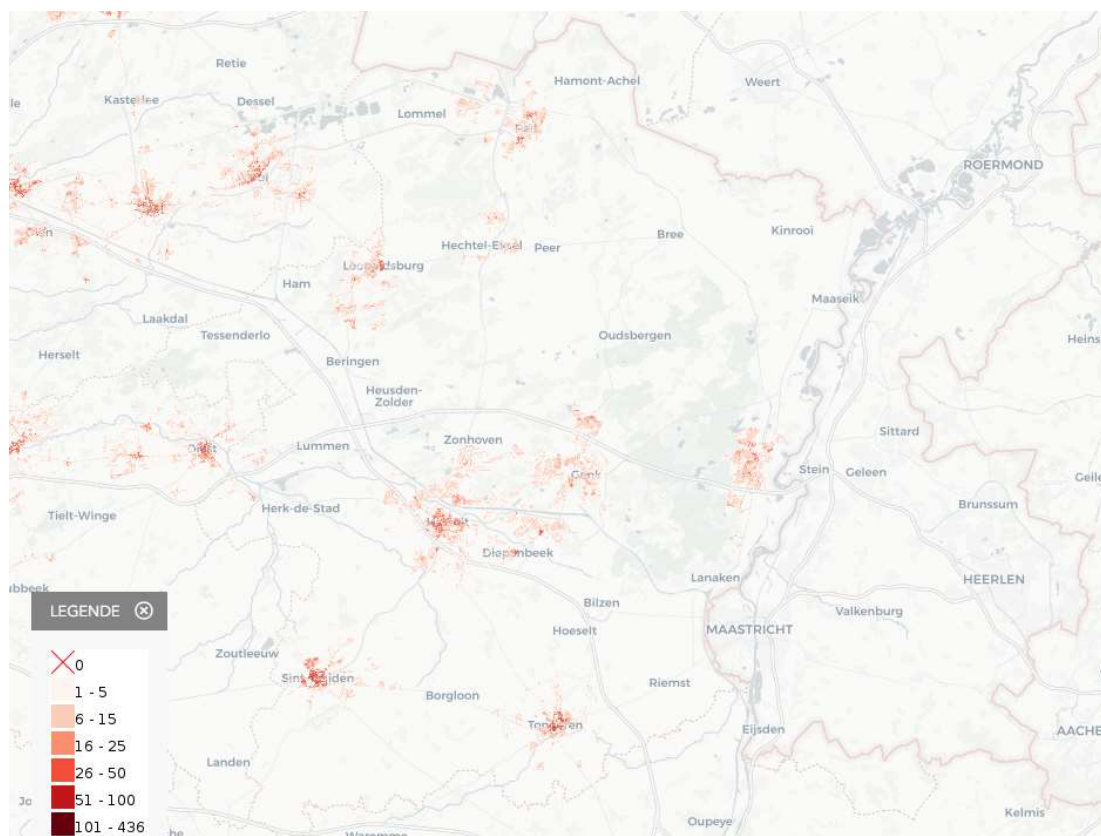 Retie
Hamont-Achel
Weert
Kasterlee
Dessel
Lommel
ROERMOND
Hechtel-Eksel
Peer
Bree
Kinrooi
Leopoldsburg
Ham
Maaseik
Laakdal
Tessenderlo
Oudsbergen
Herselt
Beringen
Heusden-
Zolder
Zonhoven
Sittard
Lummen
Genk
Stein
Geleen
Tielt-Winge
Herk-de-Stad
Brunssum
Diepenbeek
Lanaken
HEERLEN
Bilzen
Valkenburg
Hoeselt
MAASTRICHT
Zoutleeuw
Riemst
Borgloon
Tongeren
Eijsden
Landen
Oupeye
Kelmis
LEGENDE
0
1 - 5
6 - 15
16 - 25
26 - 50
51 - 100
101 - 436